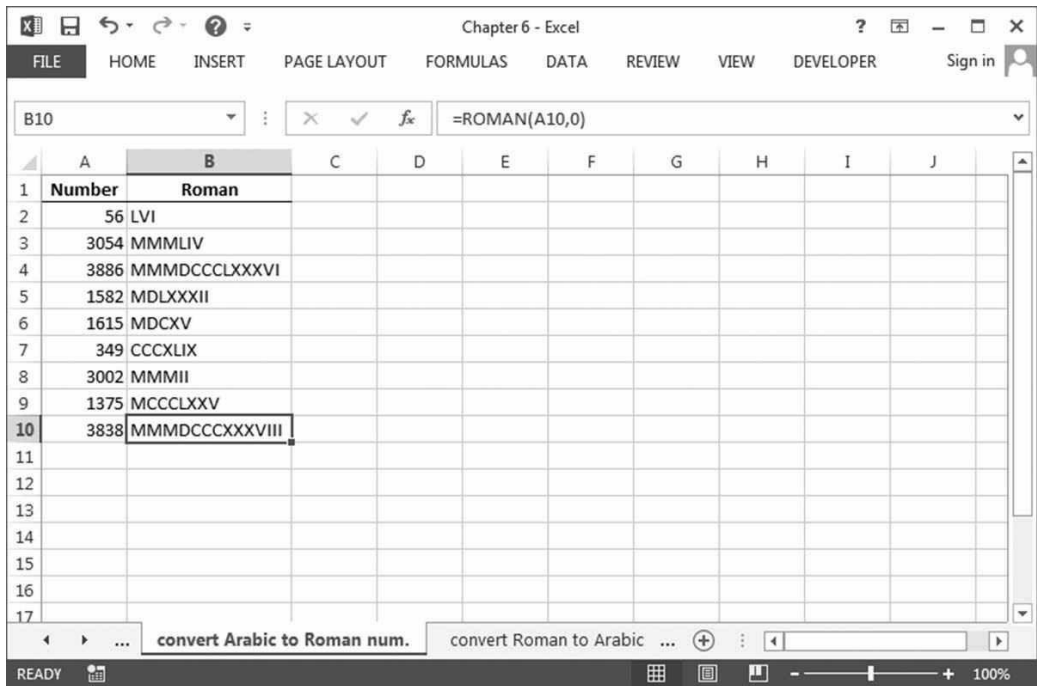 Chapter 6 - Excel ?
FILE HOME INSERT PAGE LAYOUT FORMULAS DATA REVIEW VIEW DEVELOPER Sign in
B10 fx =ROMAN(A10,0)
A B C D E F G H I J
1 Number Roman
2 56 LVI
3 3054 MMMLIV
4 3886 MMMDCCCLXXXVI
5 1582 MDLXXXII
6 1615 MDCXV
7 349 CCCXLIX
8 3002 MMMII
9 1375 MCCCLXXV
10 3838 MMMDCCCXXXVIII
11
12
13
14
15
16
17
... convert Arabic to Roman num. convert Roman to Arabic ...
READY 100%